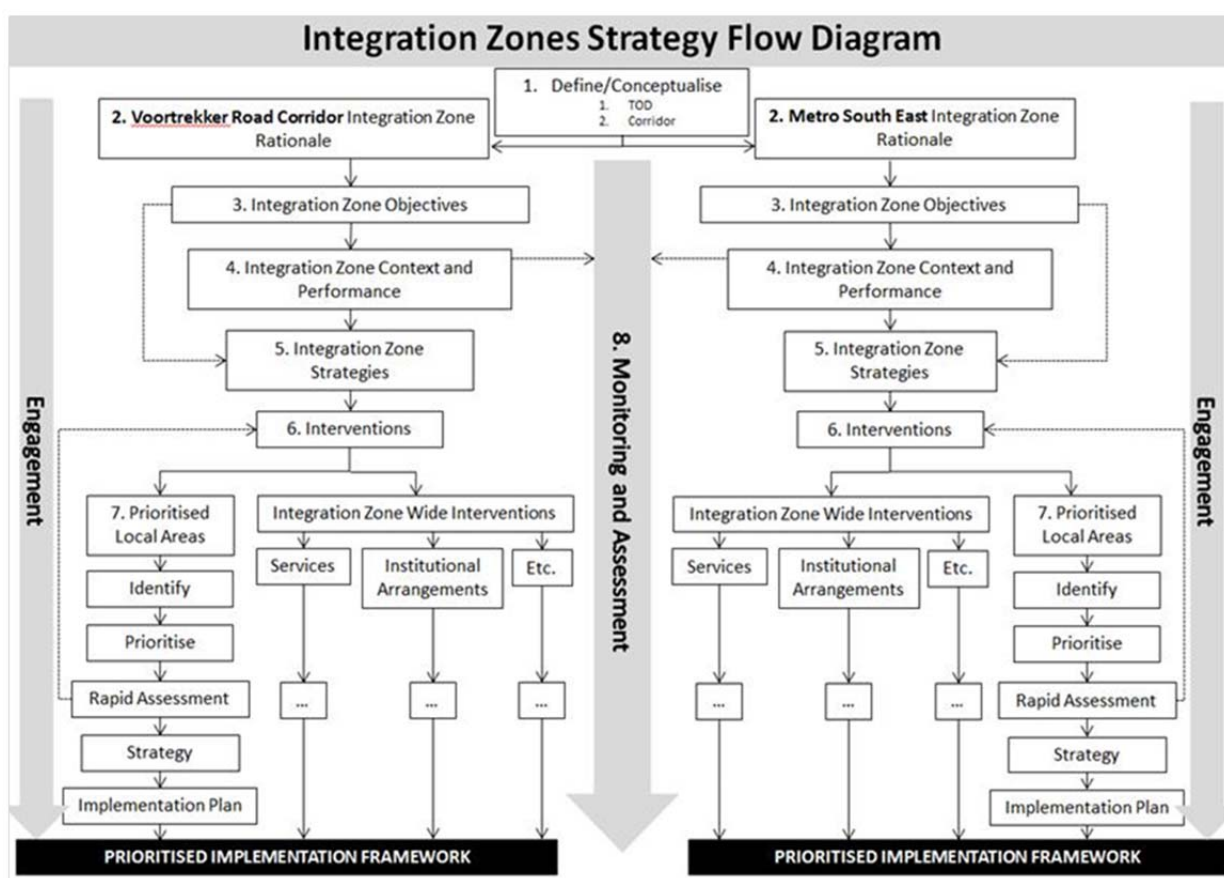 Integration Zones Strategy Flow Diagram
1. Define/Conceptualise
1. TOD
2. Corridor
2. Voortrekker Road Corridor Integration Zone
Rationale
3. Integration Zone Objectives
4. Integration Zone Context and
Performance
5. Integration Zone
Strategies
6. Interventions
7. Prioritised
Local Areas
Identify
Prioritise
Rapid Assessment
Strategy
Implementation Plan
Integration Zone Wide Interventions
Services
Institutional
Arrangements
Etc.
...
...
...
PRIORITISED IMPLEMENTATION FRAMEWORK
Engagement
8. Monitoring and Assessment
2. Metro South East Integration Zone
Rationale
3. Integration Zone Objectives
4. Integration Zone Context and
Performance
5. Integration Zone
Strategies
6. Interventions
Integration Zone Wide Interventions
Services
Institutional
Arrangements
Etc.
...
...
...
7. Prioritised
Local Areas
Identify
Prioritise
Rapid Assessment
Strategy
Implementation Plan
PRIORITISED IMPLEMENTATION FRAMEWORK
Engagement